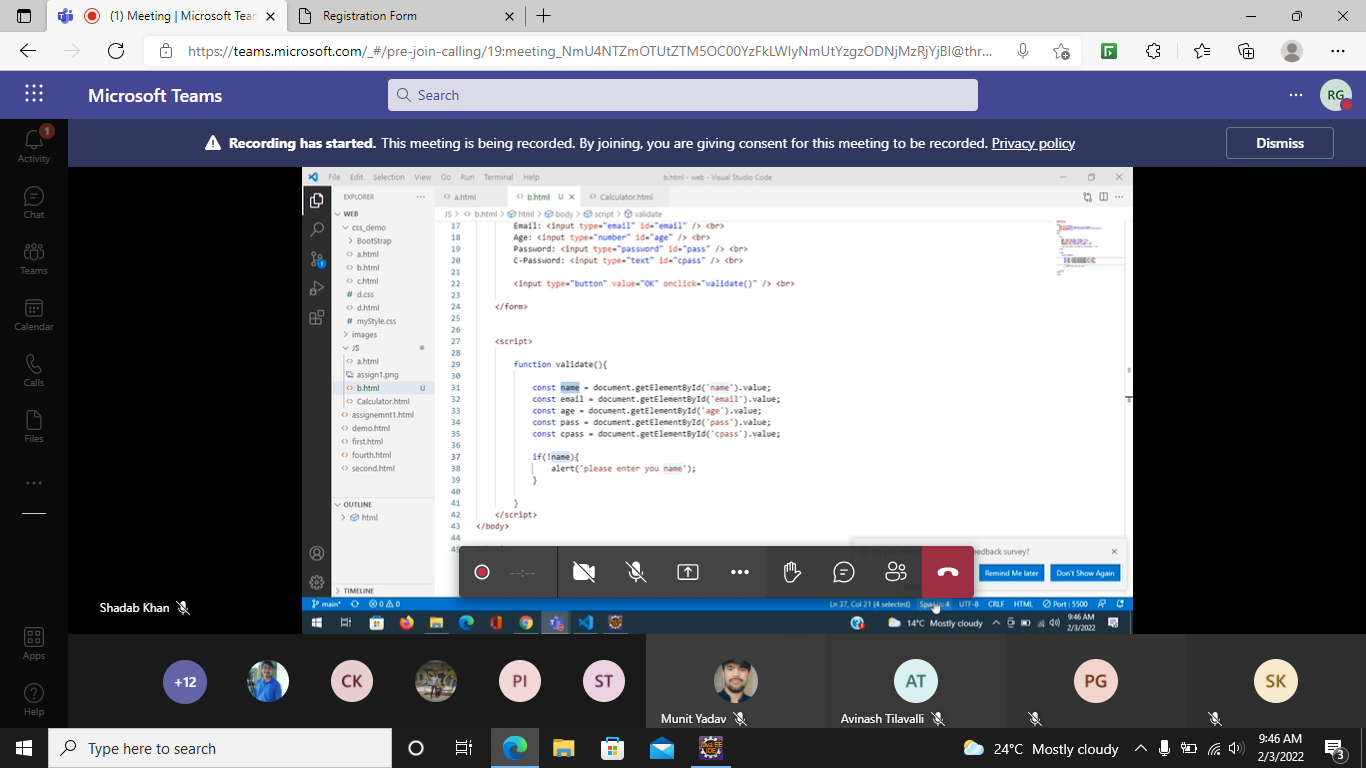 (1) Meeting | Microsoft Tean
Registration Form
https://teams.microsoft.com/_#/pre-join-calling/19:meeting_NmU4NTZmOTUtZTM5OC00YzFkLWIyNmUtYzgzODNjMzRjYjBl@thr...
Microsoft Teams
Search
RG
Recording has started. This meeting is being recorded. By joining, you are giving consent for this meeting to be recorded. Privacy policy
Dismiss
1
Activity
Chat
Teams
Calendar
Calls
Files
Apps
Help
File Edit Selection View Go Run Terminal Help
b.html - web - Visual Studio Code
EXPLORER
WEB
css_demo
BootStrap
a.html
b.html
c.html
d.css
d.html
myStyle.css
images
JS
a.html
assign1.png
b.html U
Calculator.html
assignemnt1.html
demo.html
first.html
fourth.html
second.html
OUTLINE
html
TIMELINE
a.html b.html U Calculator.html
JS > b.html > html > body > script > validate
17 Email: <input type="email" id="email" /> <br>
18 Age: <input type="number" id="age" /> <br>
19 Password: <input type="password" id="pass" /> <br>
20 C-Password: <input type="text" id="cpass" /> <br>
21
22 <input type="button" value="OK" onclick="validate()" /> <br>
23
24 </form>
25
26
27 <script>
28
29 function validate(){
30
31 const name = document.getElementById('name').value;
32 const email = document.getElementById('email').value;
33 const age = document.getElementById('age').value;
34 const pass = document.getElementById('pass').value;
35 const cpass = document.getElementById('cpass').value;
36
37 if(!name){
38 alert('please enter you name');
39 }
40
41 }
42 </script>
43 </body>
44
edback survey?
Remind Me later Don't Show Again
--:--
main* 0 0
Ln 37, Col 21 (4 selected) UTF-8 CRLF HTML Port : 5500
14°C Mostly cloudy
9:46 AM
2/3/2022
Shadab Khan
+12
CK
PI
ST
Munit Yadav
AT
Avinash Tilavalli
PG
SK
Type here to search
24°C Mostly cloudy
9:46 AM
2/3/2022
3